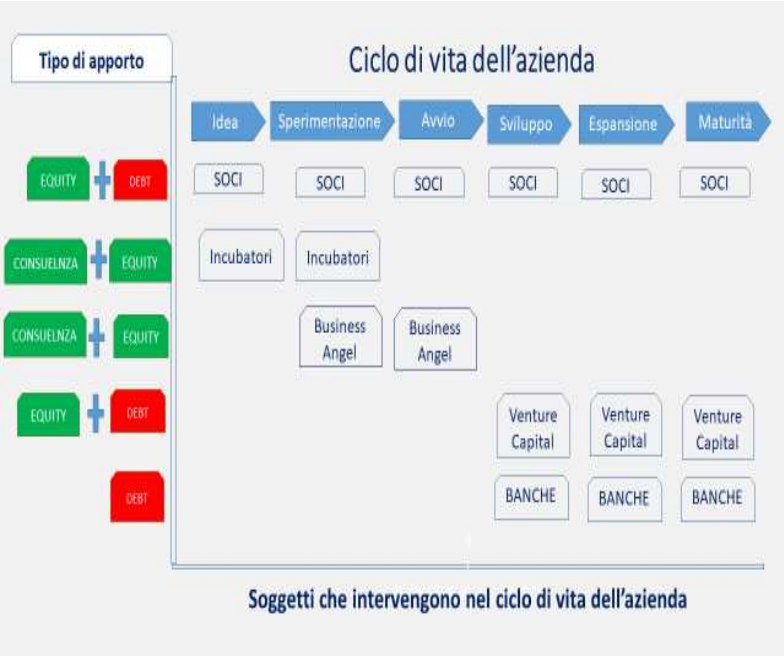 Tipo di apporto
Ciclo di vita dell'azienda
Idea
Sperimentazione
Avvio
Sviluppo
Espansione
Maturità
EQUITY
DEBT
SOCI
SOCI
SOCI
SOCI
SOCI
SOCI
CONSUELNZA
EQUITY
Incubatori
Incubatori
CONSUELNZA
EQUITY
Business
Angel
Business
Angel
EQUITY
DEBT
Venture
Capital
Venture
Capital
Venture
Capital
DEBT
BANCHE
BANCHE
BANCHE
Soggetti che intervengono nel ciclo di vita dell'azienda